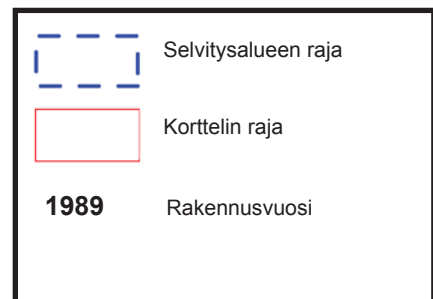 Selvitysalueen raja
Korttelin raja
1989 Rakennusvuosi